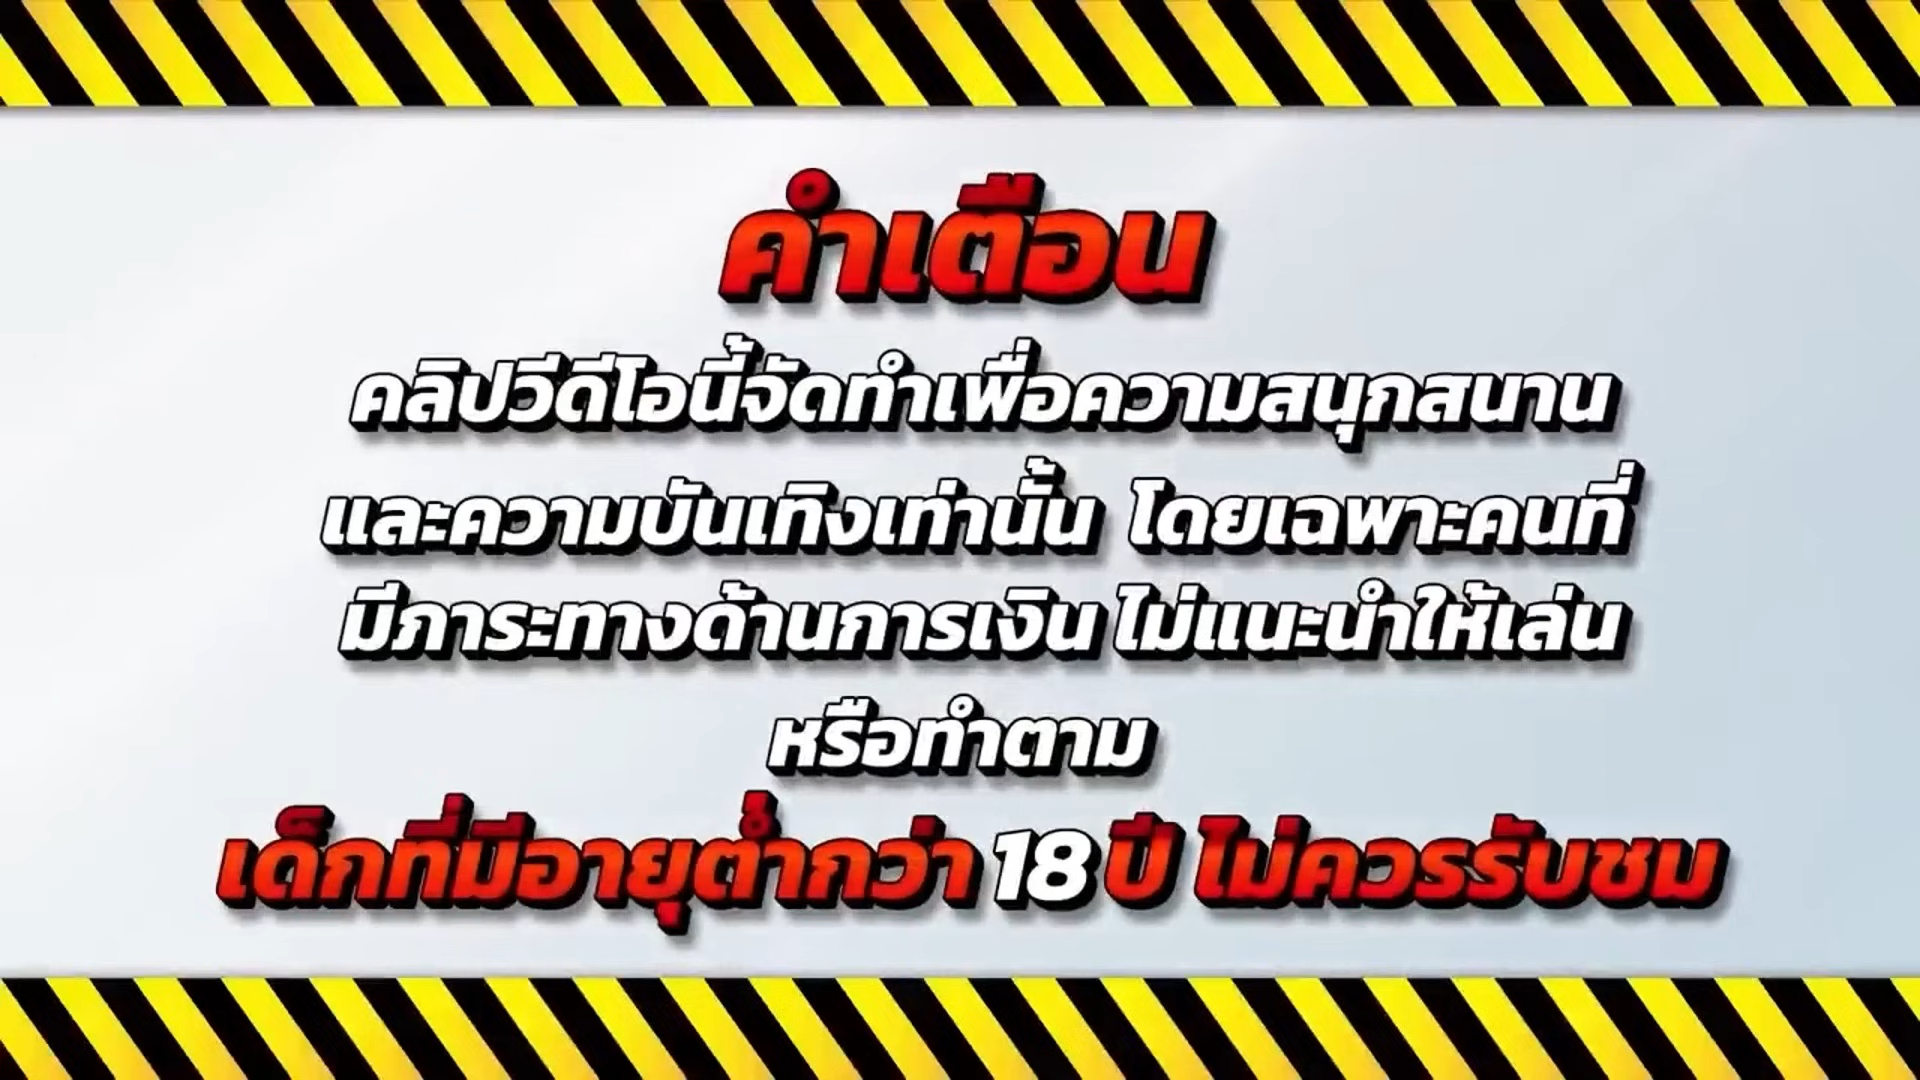 คำเตือน
คลิปวีดีโอนี้จัดทำเพื่อความสนุกสนาน
และความบันเทิงเท่านั้น โดยเฉพาะคนที่
มีภาระทางด้านการเงิน ไม่แนะนำให้เล่น
หรือทำตาม
เด็กที่มีอายุต่ำกว่า 18 ปี ไม่ควรรับชม